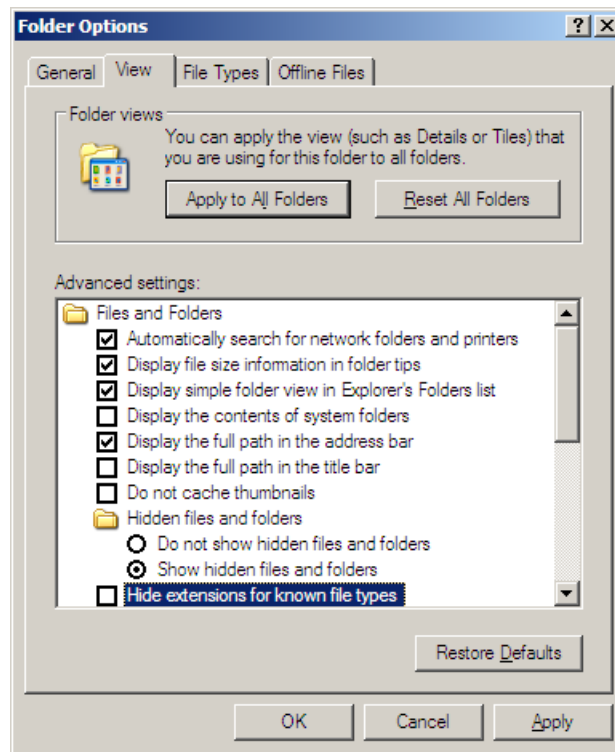 Folder Options
General
View
File Types
Offline Files
Folder views
You can apply the view (such as Details or Tiles) that
you are using for this folder to all folders.
Apply to All Folders
Reset All Folders
Advanced settings:
Files and Folders
Automatically search for network folders and printers
Display file size information in folder tips
Display simple folder view in Explorer's Folders list
Display the contents of system folders
Display the full path in the address bar
Display the full path in the title bar
Do not cache thumbnails
Hidden files and folders
Do not show hidden files and folders
Show hidden files and folders
Hide extensions for known file types
Restore Defaults
OK
Cancel
Apply